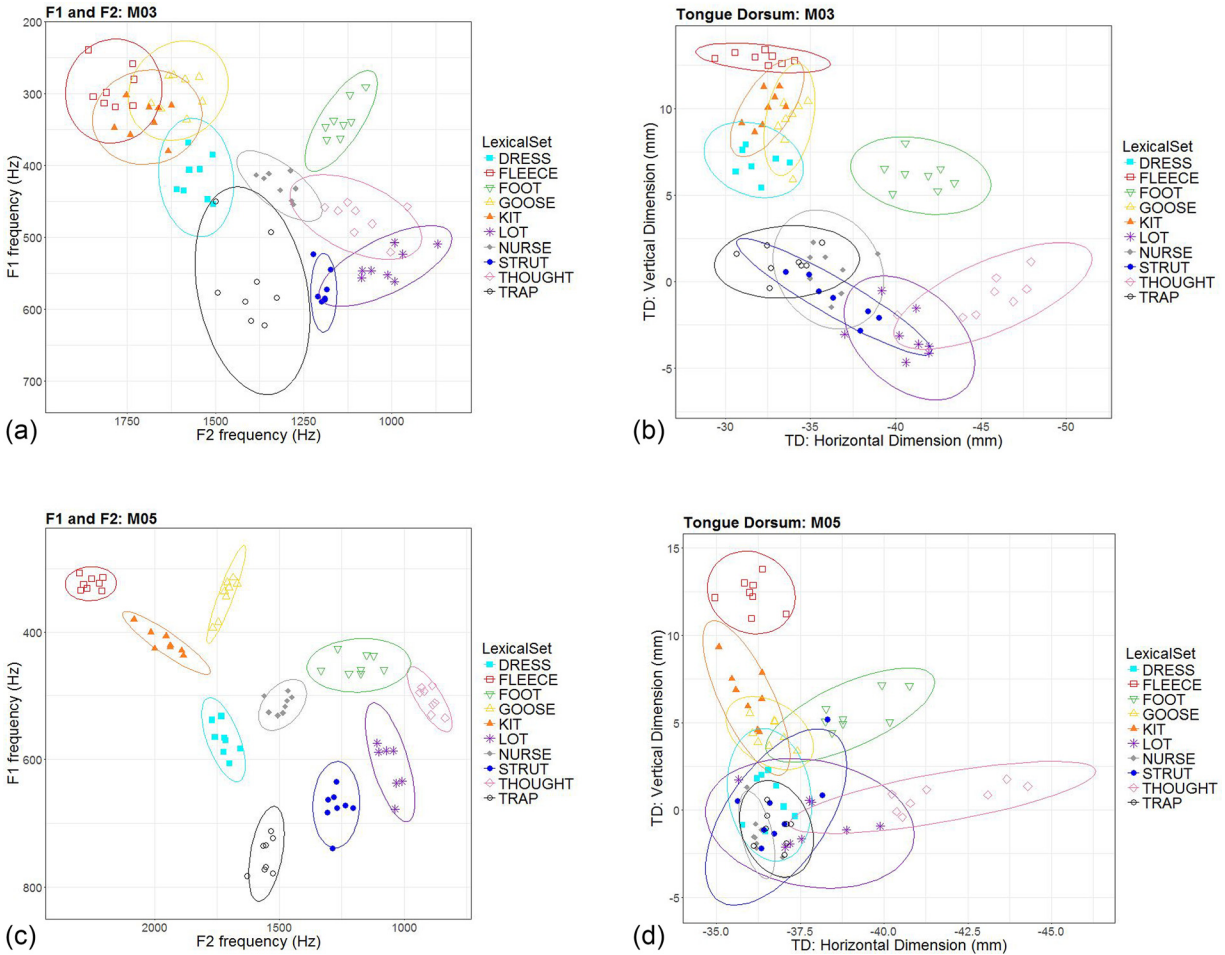 F1 and F2: M03
200
300
400
500
600
700
F1 frequency (Hz)
1750
1500
1250
1000
F2 frequency (Hz)
(a)
LexicalSet
DRESS
FLEECE
FOOT
GOOSE
KIT
LOT
NURSE
STRUT
THOUGHT
TRAP
Tongue Dorsum: M03
10
5
0
-5
TD: Vertical Dimension (mm)
-30
-35
-40
-45
-50
TD: Horizontal Dimension (mm)
(b)
LexicalSet
DRESS
FLEECE
FOOT
GOOSE
KIT
LOT
NURSE
STRUT
THOUGHT
TRAP
F1 and F2: M05
400
600
800
F1 frequency (Hz)
2000
1500
1000
F2 frequency (Hz)
(c)
LexicalSet
DRESS
FLEECE
FOOT
GOOSE
KIT
LOT
NURSE
STRUT
THOUGHT
TRAP
Tongue Dorsum: M05
15
10
5
0
-5
TD: Vertical Dimension (mm)
-35.0
-37.5
-40.0
-42.5
-45.0
TD: Horizontal Dimension (mm)
(d)
LexicalSet
DRESS
FLEECE
FOOT
GOOSE
KIT
LOT
NURSE
STRUT
THOUGHT
TRAP